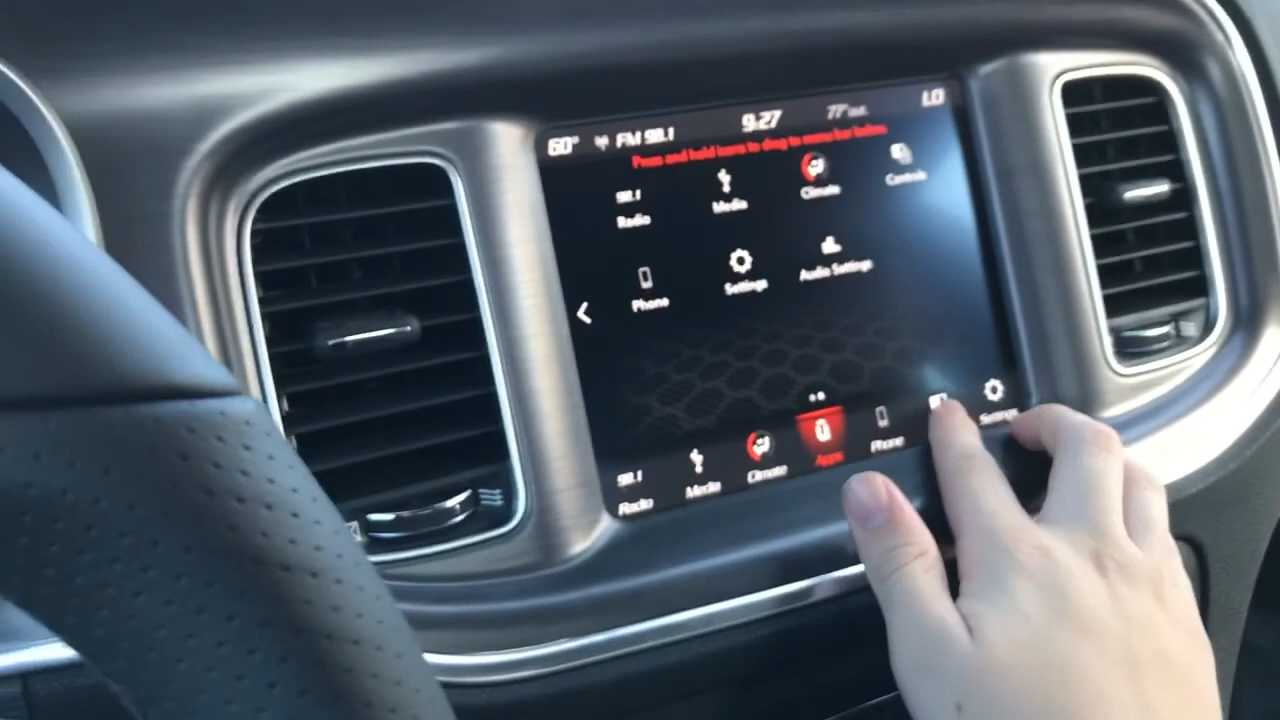 60° FM 98.1 9:27 77°out LO
Press and hold icons to drag to menu bar below.
98.1
Radio Media Climate Controls
Phone Settings Audio Settings
98.1
Radio Media Climate Apps Phone Settings